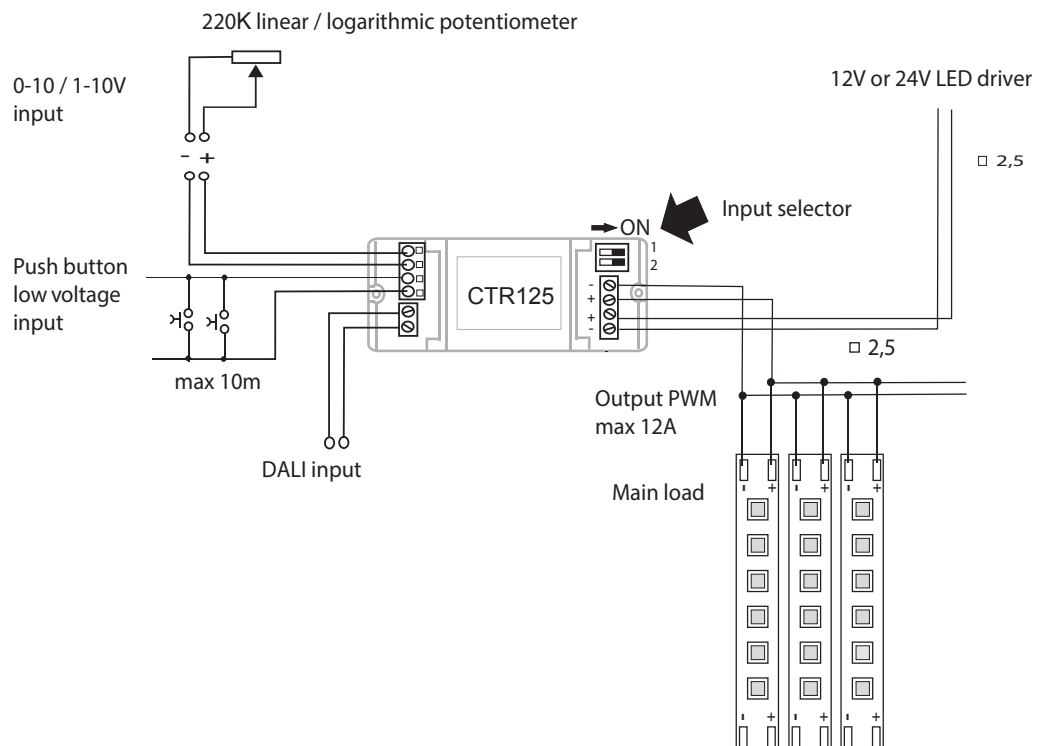 220K linear / logarithmic potentiometer
0-10 / 1-10V
input
12V or 24V LED driver
- +
2,5
Input selector
ON
1
2
Push button
low voltage
input
CTR125
-
+
+
-
max 10m
2,5
Output PWM
max 12A
DALI input
Main load
- + - + - +
- + - + - +